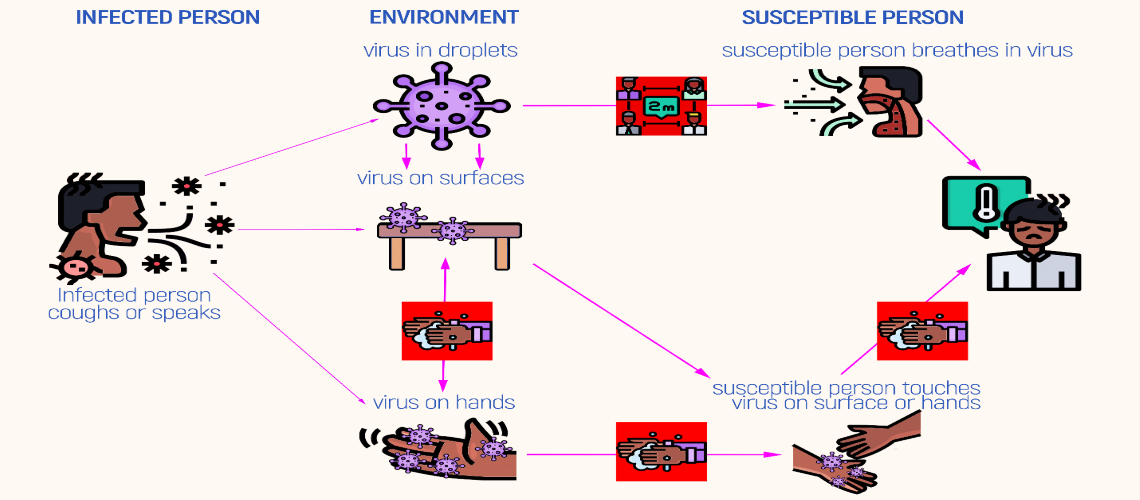 INFECTED PERSON
ENVIRONMENT
SUSCEPTIBLE PERSON
virus in droplets
susceptible person breathes in virus
2m
virus on surfaces
Infected person
coughs or speaks
virus on hands
susceptible person touches
virus on surface or hands